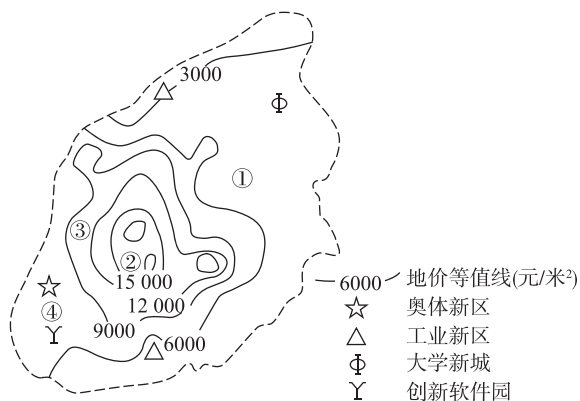 3000
①
③
②
15 000
12 000
④
9000
6000
6000 地价等值线(元/米²)
奥体新区
工业新区
大学新城
创新软件园